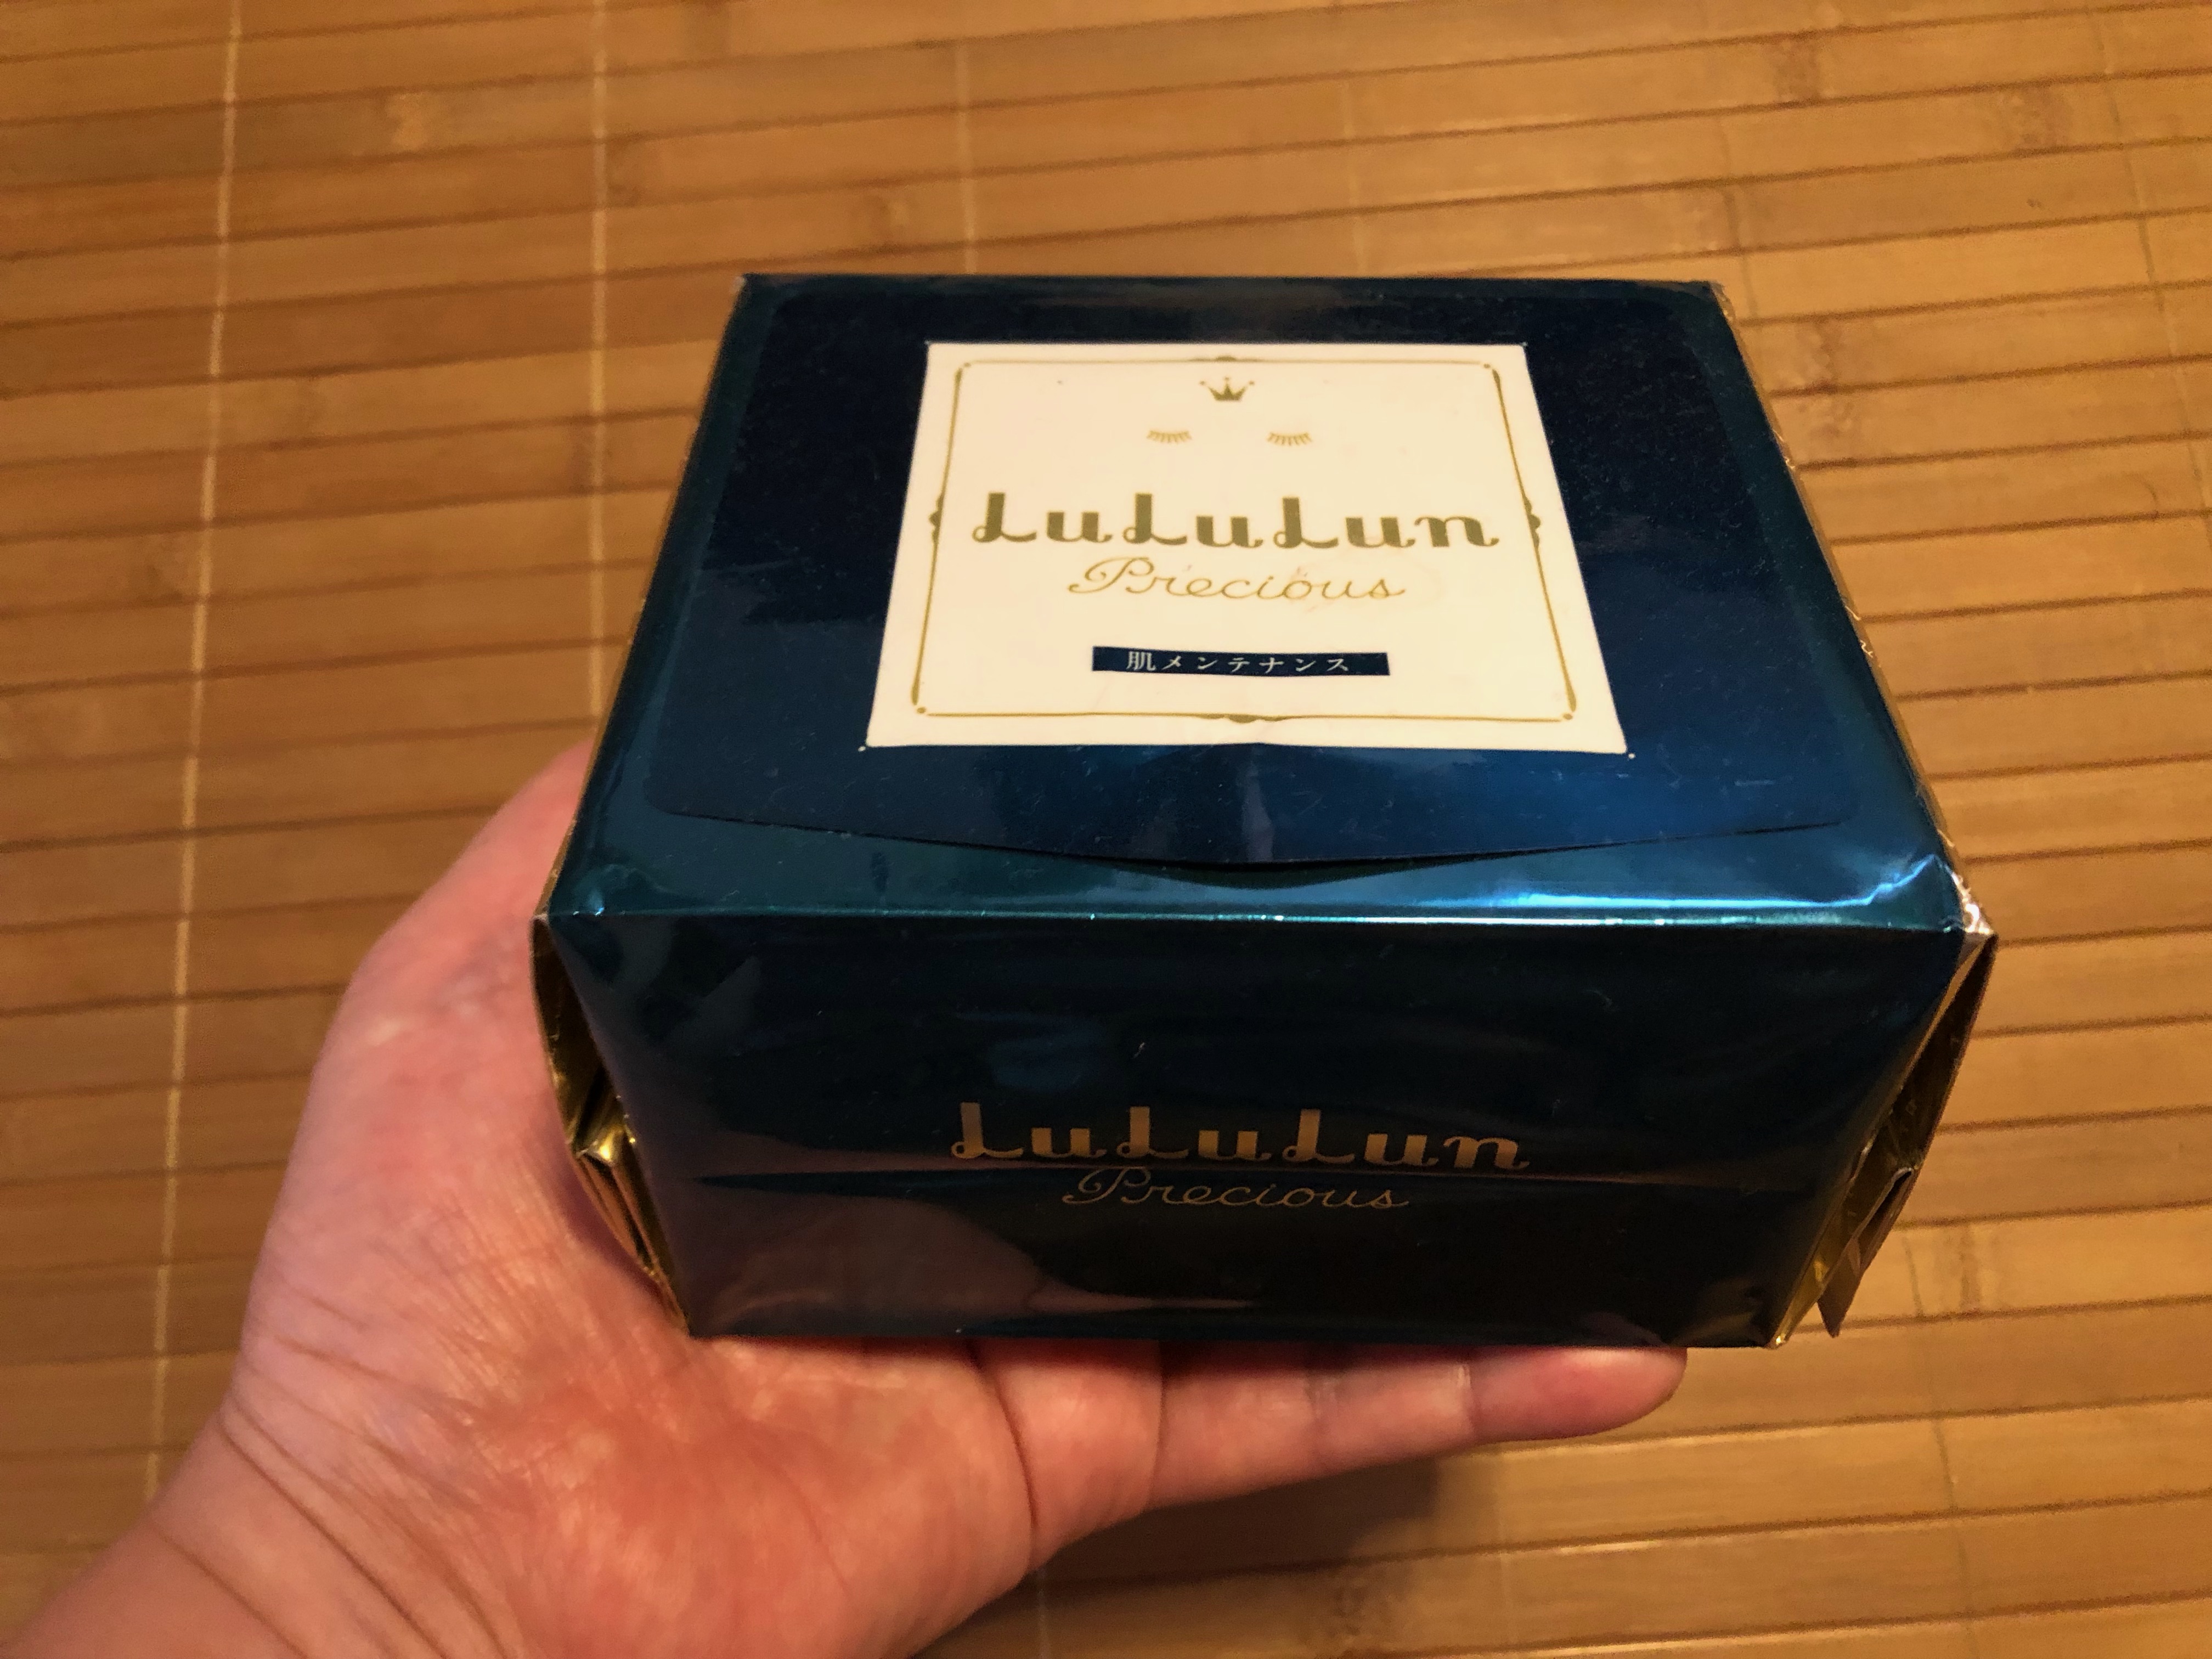 LuLuLun
Precious
肌メンテナンス
LuLuLun
Precious